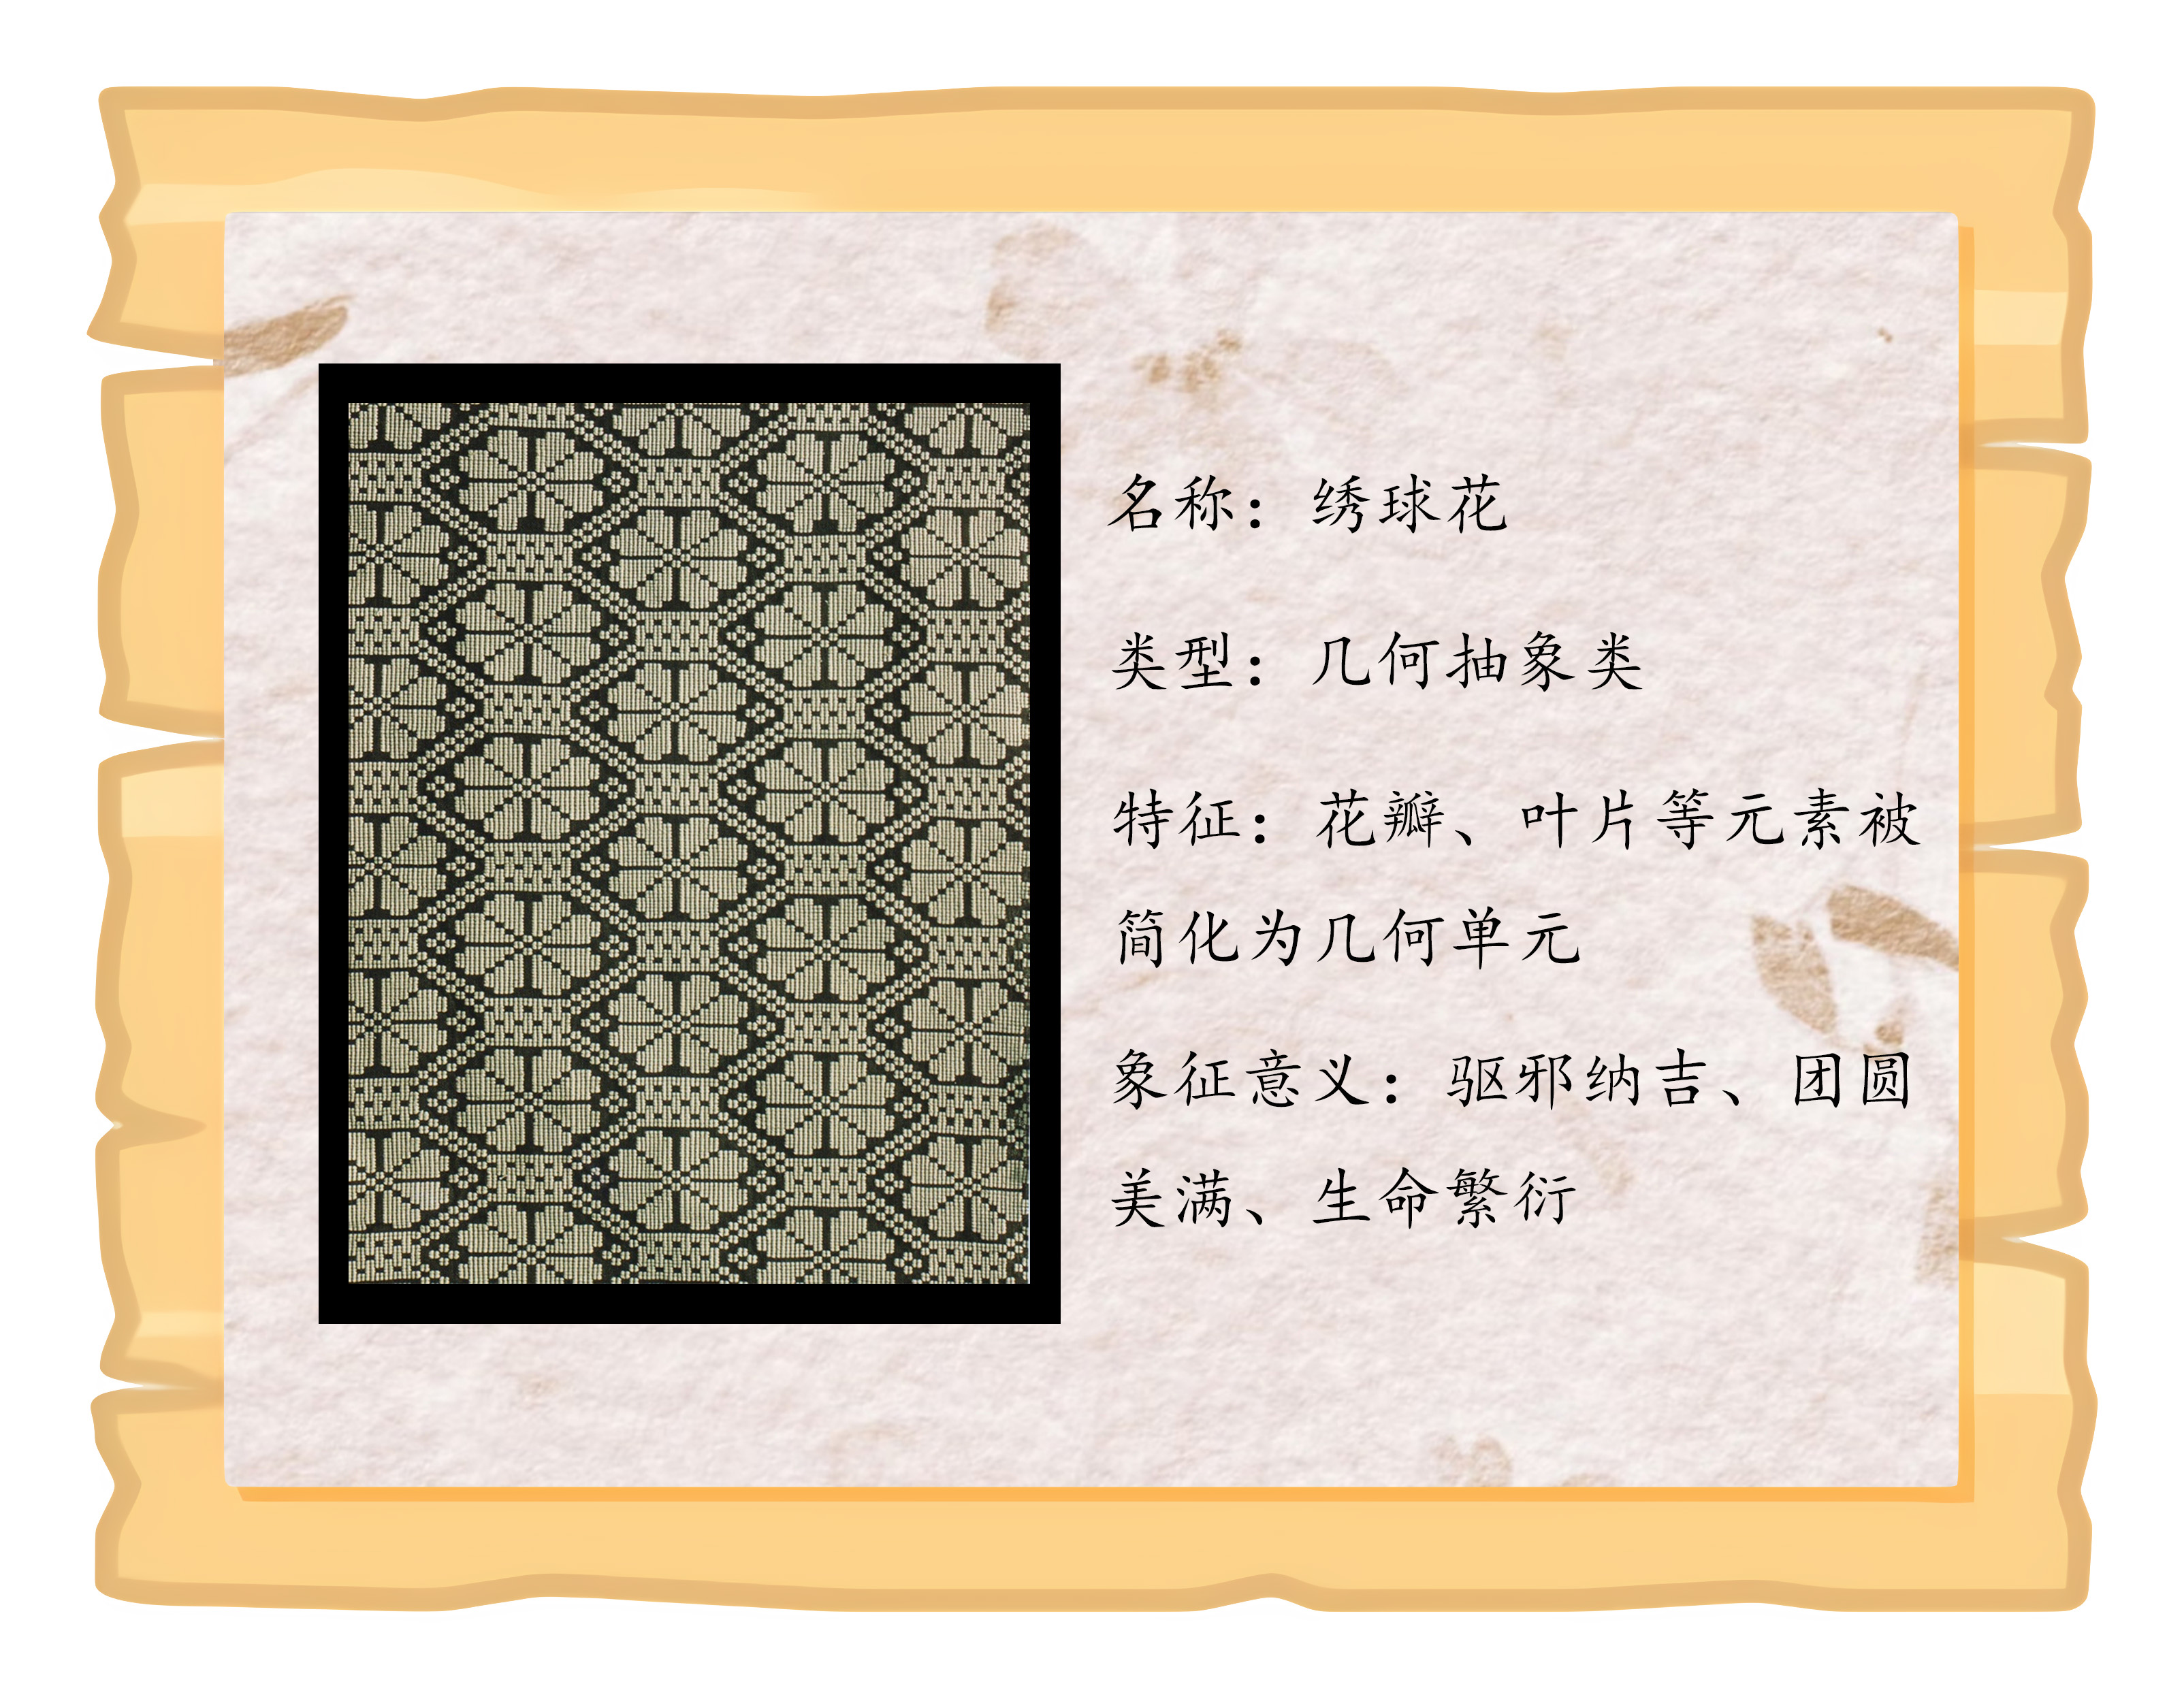 名称：绣球花
类型：几何抽象类
特征：花瓣、叶片等元素被
简化为几何单元
象征意义：驱邪纳吉、团圆
美满、生命繁衍